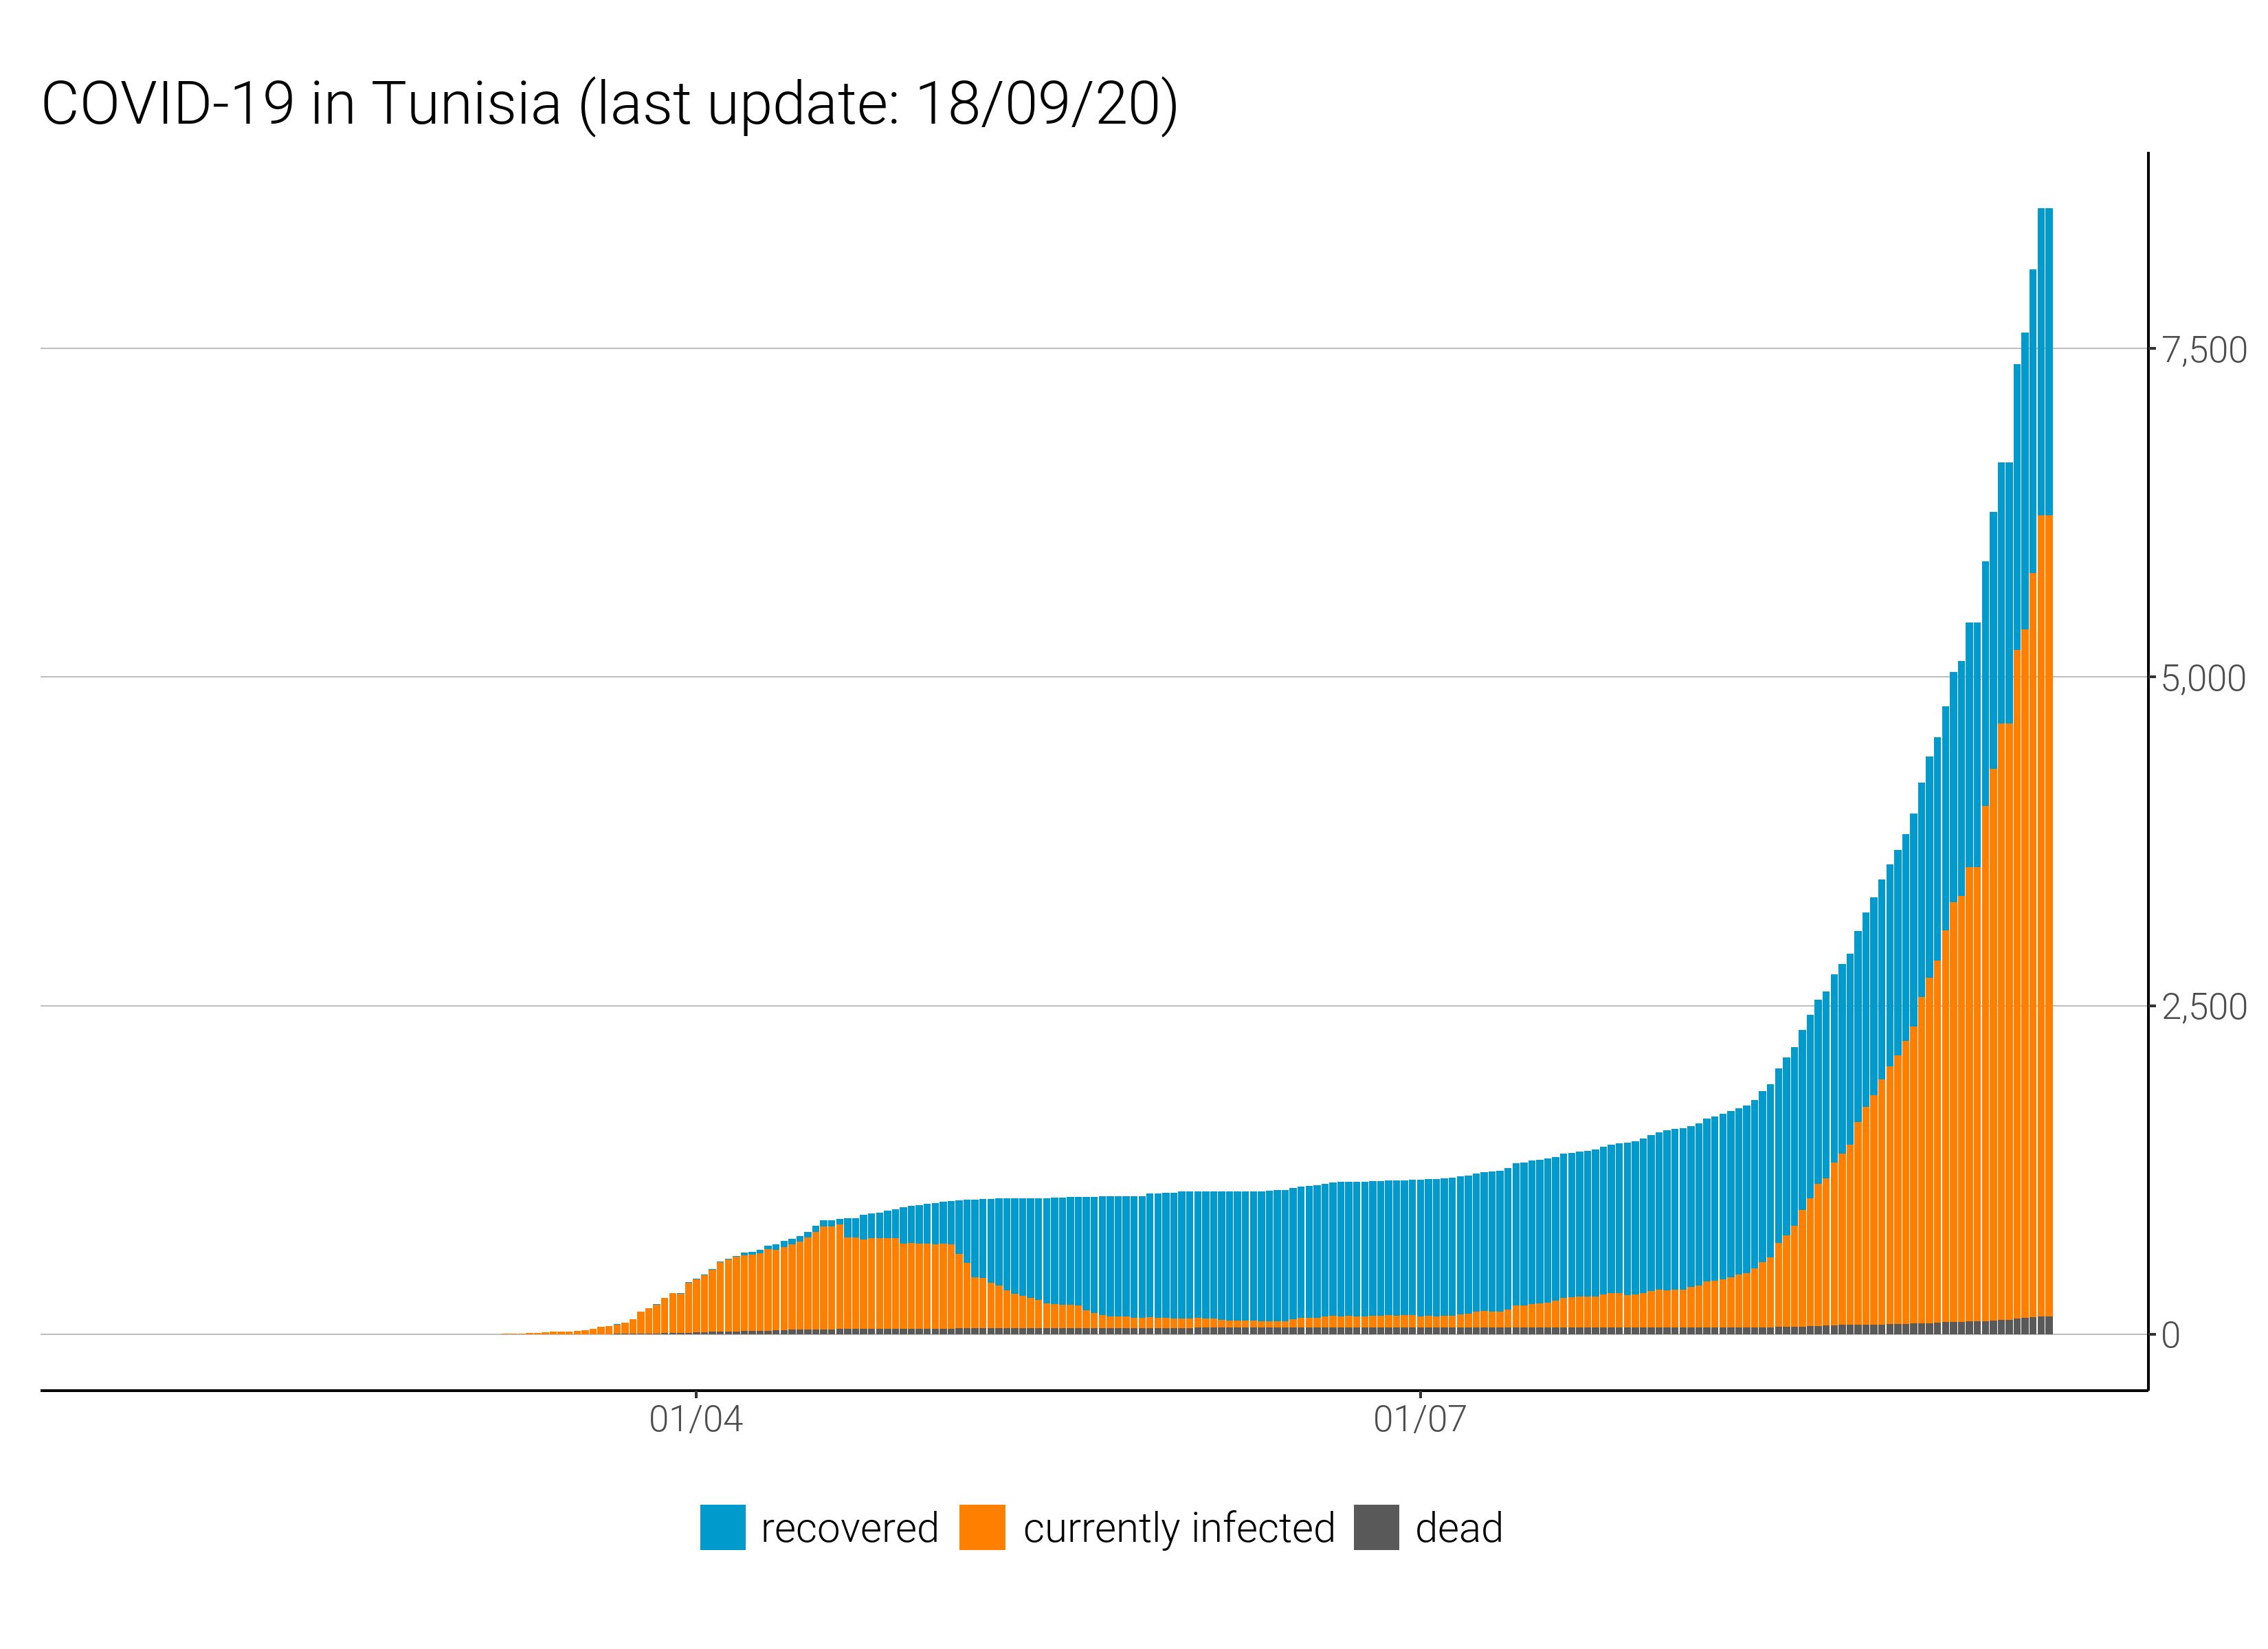 COVID-19 in Tunisia (last update: 18/09/20)
7,500
5,000
2,500
0
01/04 01/07
recovered currently infected dead